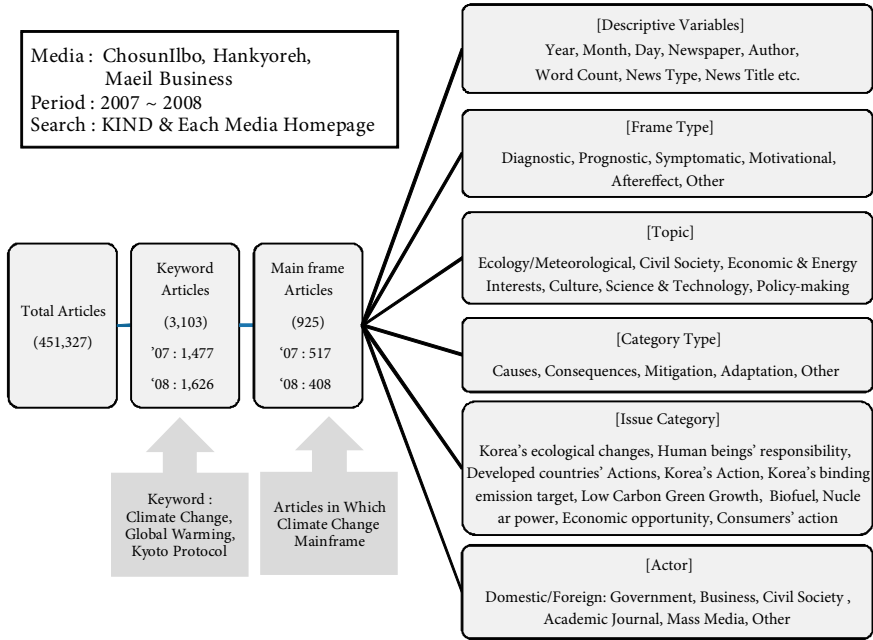 Media : ChosunIlbo, Hankyoreh,
Maeil Business
Period : 2007 ~ 2008
Search : KIND & Each Media Homepage
Total Articles
(451,327)
Keyword
Articles
(3,103)
’07 : 1,477
‘08 : 1,626
Main frame
Articles
(925)
‘07 : 517
‘08 : 408
Keyword :
Climate Change,
Global Warming,
Kyoto Protocol
Articles in Which
Climate Change
Mainframe
[Descriptive Variables]
Year, Month, Day, Newspaper, Author,
Word Count, News Type, News Title etc.
[Frame Type]
Diagnostic, Prognostic, Symptomatic, Motivational,
Aftereffect, Other
[Topic]
Ecology/Meteorological, Civil Society, Economic & Energy
Interests, Culture, Science & Technology, Policy-making
[Category Type]
Causes, Consequences, Mitigation, Adaptation, Other
[Issue Category]
Korea’s ecological changes, Human beings’ responsibility,
Developed countries’ Actions, Korea’s Action, Korea’s binding
emission target, Low Carbon Green Growth, Biofuel, Nucle
ar power, Economic opportunity, Consumers’ action
[Actor]
Domestic/Foreign: Government, Business, Civil Society ,
Academic Journal, Mass Media, Other